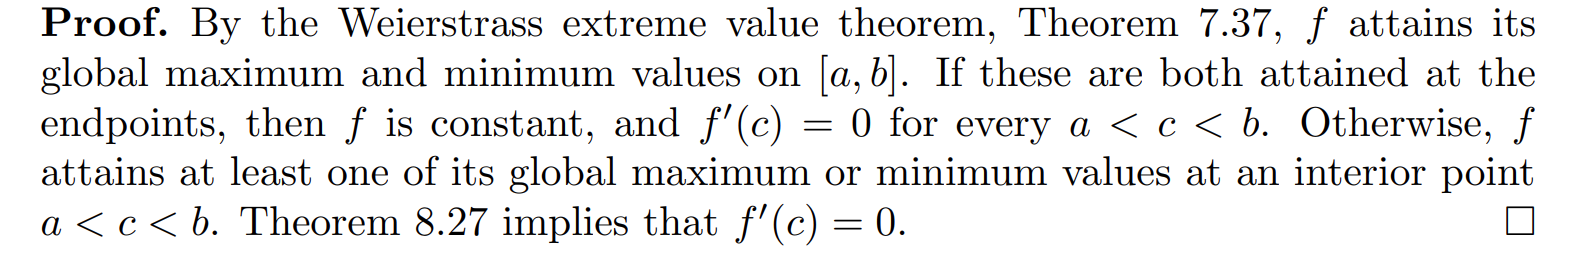 Proof. By the Weierstrass extreme value theorem, Theorem 7.37, f attains its
global maximum and minimum values on [a, b]. If these are both attained at the
endpoints, then f is constant, and f′(c) = 0 for every a < c < b. Otherwise, f
attains at least one of its global maximum or minimum values at an interior point
a < c < b. Theorem 8.27 implies that f′(c) = 0. □